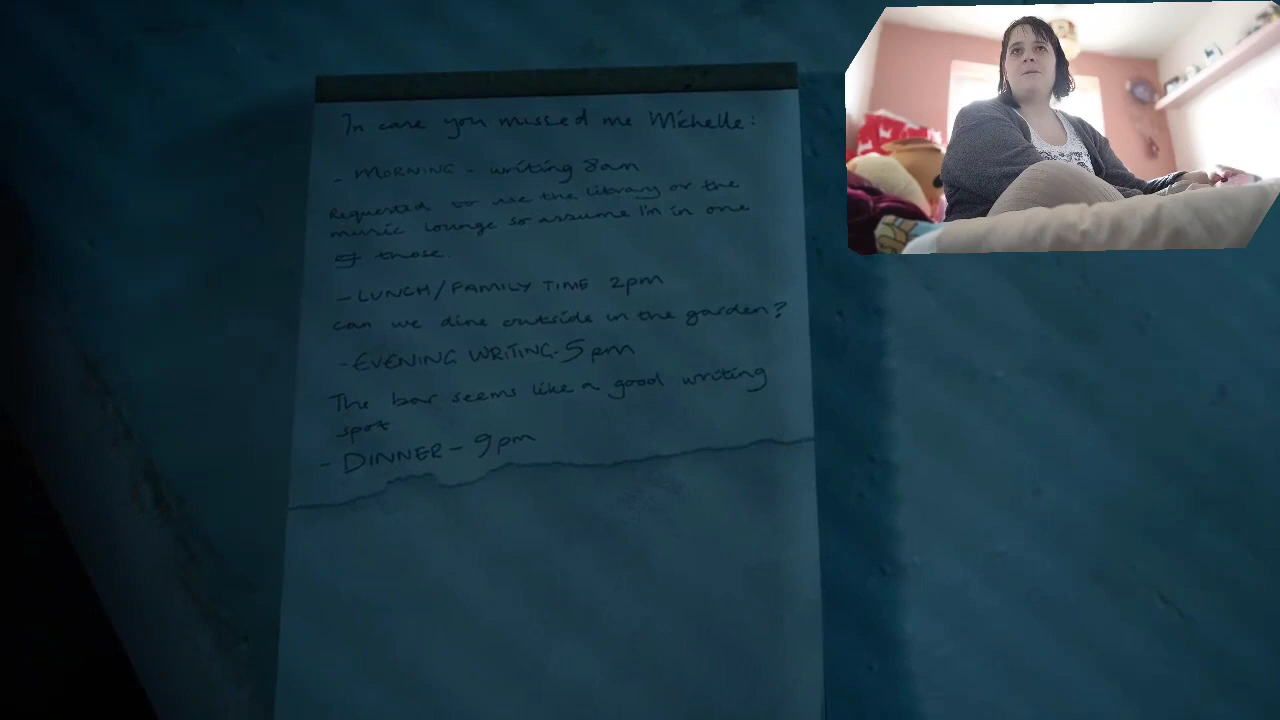 In case you missed me Michelle:
- MORNING - writing 8am
Requested to use the library or the
music lounge so assume I'm in one
of those.
- LUNCH/FAMILY TIME 2pm
can we dine outside in the garden?
- EVENING WRITING - 5pm
The bar seems like a good writing
spot
- DINNER - 9pm